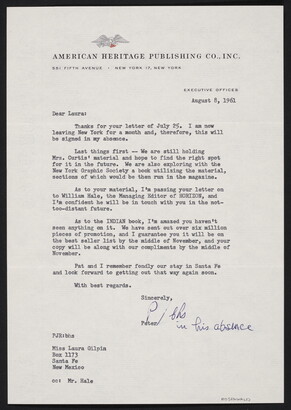 AMERICAN HERITAGE PUBLISHING CO., INC.
551 FIFTH AVENUE NEW YORK 17, NEW YORK
EXECUTIVE OFFICES
August 8, 1961
Dear Laura:
Thanks for your letter of July 25. I am now
leaving New York for a month and, therefore, this will
be signed in my absence.
Last things first -- We are still holding
Mrs. Curtis' material and hope to find the right spot
for it in the future. We are also exploring with the
New York Graphic Society a book utilizing the material,
sections of which would be then run in the magazine.
As to your material, I'm passing your letter on
to William Hale, the Managing Editor of HORIZON, and
I'm confident he will be in touch with you in the not-
too-distant future.
As to the INDIAN book, I'm amazed you haven't
seen anything on it. We have sent out over six million
pieces of promotion, and I guarantee you it will be on
the best seller list by the middle of November, and your
copy will be along with our compliments by the middle of
November.
Pat and I remember fondly our stay in Santa Fe
and look forward to getting out that way again soon.
With best regards.
Sincerely,
Peter
P/bhs
in his absence
PJR:bhs
Miss Laura Gilpin
Box 1173
Santa Fe
New Mexico
cc: Mr. Hale